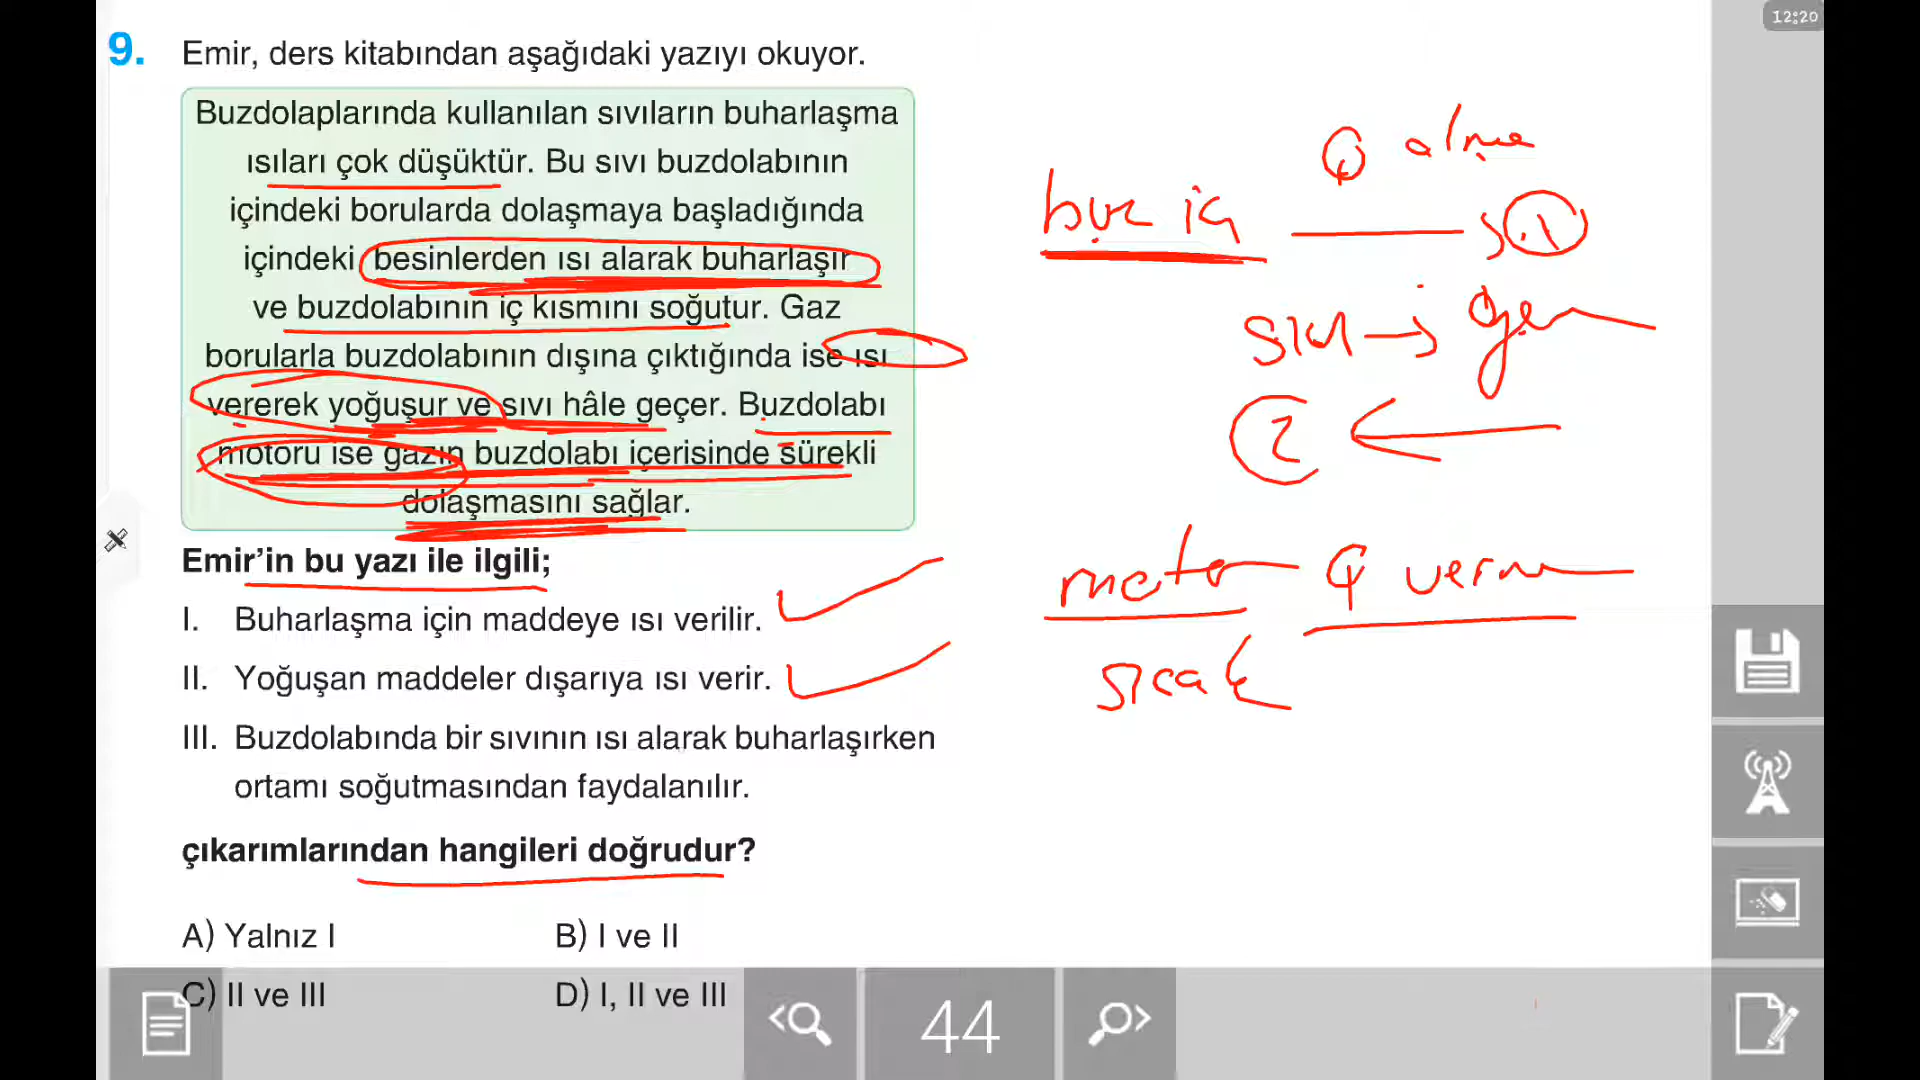 12:20
9. Emir, ders kitabından aşağıdaki yazıyı okuyor.
Buzdolaplarında kullanılan sıvıların buharlaşma
ısıları çok düşüktür. Bu sıvı buzdolabının
içindeki borularda dolaşmaya başladığında
içindeki besinlerden ısı alarak buharlaşır
ve buzdolabının iç kısmını soğutur. Gaz
borularla buzdolabının dışına çıktığında ise ısı
vererek yoğuşur ve sıvı hâle geçer. Buzdolabı
motoru ise gazın buzdolabı içerisinde sürekli
dolaşmasını sağlar.
Emir’in bu yazı ile ilgili;
I. Buharlaşma için maddeye ısı verilir.
II. Yoğuşan maddeler dışarıya ısı verir.
III. Buzdolabında bir sıvının ısı alarak buharlaşırken
ortamı soğutmasından faydalanılır.
çıkarımlarından hangileri doğrudur?
A) Yalnız I B) I ve II
C) II ve III D) I, II ve III
Q alma
buz iç
sıvı →
2
motor Q verme
sıcak
44